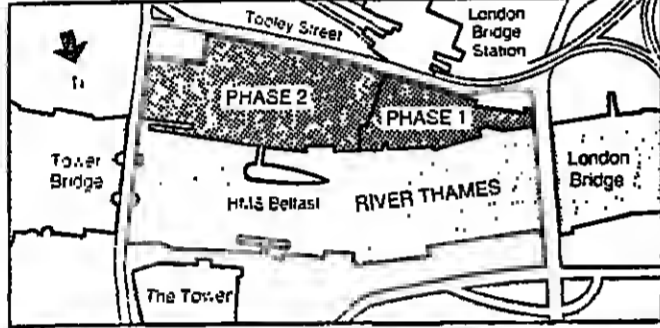 Tooley Street
London
Bridge
Station
PHASE 2
PHASE 1
Tower
Bridge
London
Bridge
HMS Belfast
RIVER THAMES
The Tower